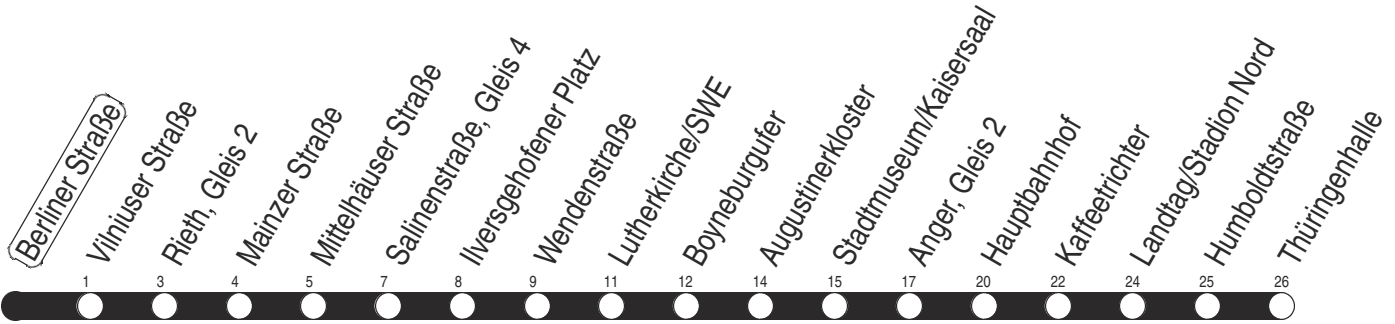 Berliner Straße
Vilniuser Straße
Rieth, Gleis 2
Mainzer Straße
Mittelhäuser Straße
Salinenstraße, Gleis 4
Ilversgehofener Platz
Wendenstraße
Lutherkirche/SWE
Boyneburgufer
Augustinerkloster
Stadtmuseum/Kaisersaal
Anger, Gleis 2
Hauptbahnhof
Kaffeetrichter
Landtag/Stadion Nord
Humboldtstraße
Thüringenhalle
1 3 4 5 7 8 9 11 12 14 15 17 20 22 24 25 26